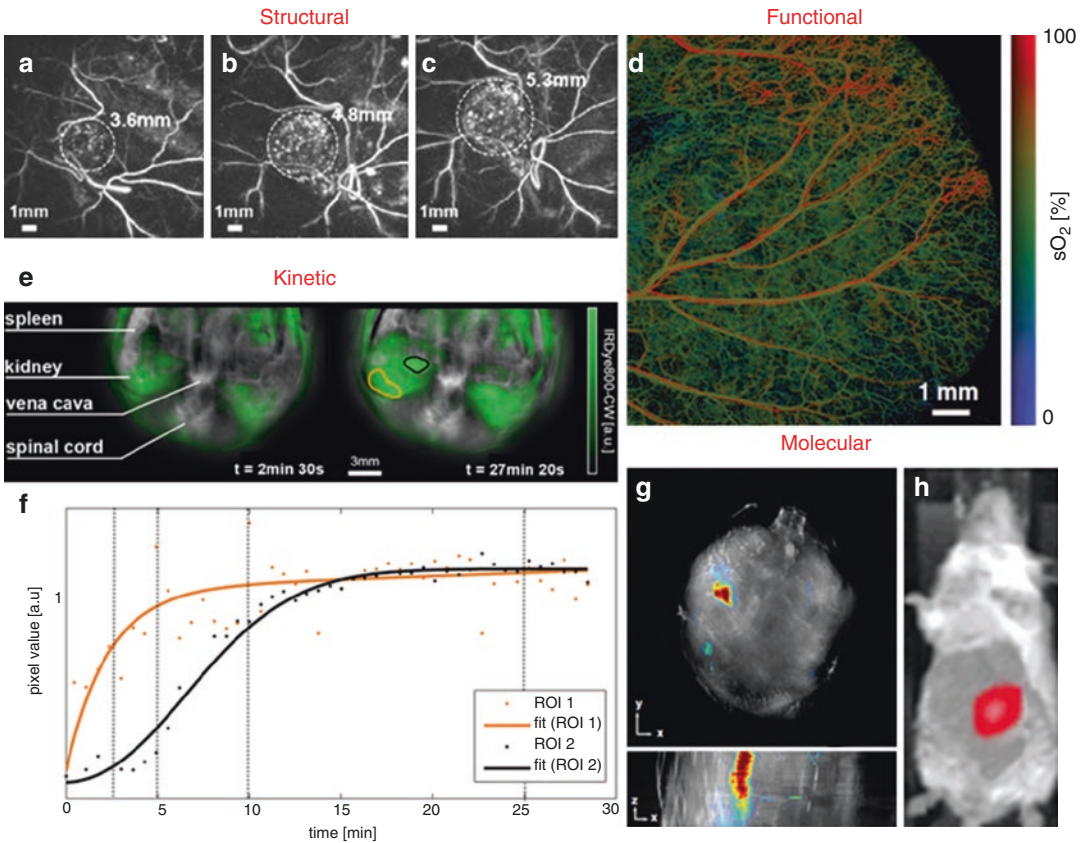 Structural
Functional
a
3.6mm
1mm
b
4.8mm
1mm
c
5.3mm
1mm
d
1 mm
100
sO₂ [%]
0
e
Kinetic
spleen
kidney
vena cava
spinal cord
t = 2min 30s
3mm
t = 27min 20s
IRDye800-CW [a.u.]
f
pixel value [a.u]
1
0
5
10
15
20
25
30
time [min]
ROI 1
fit (ROI 1)
ROI 2
fit (ROI 2)
Molecular
g
y
x
z
x
h